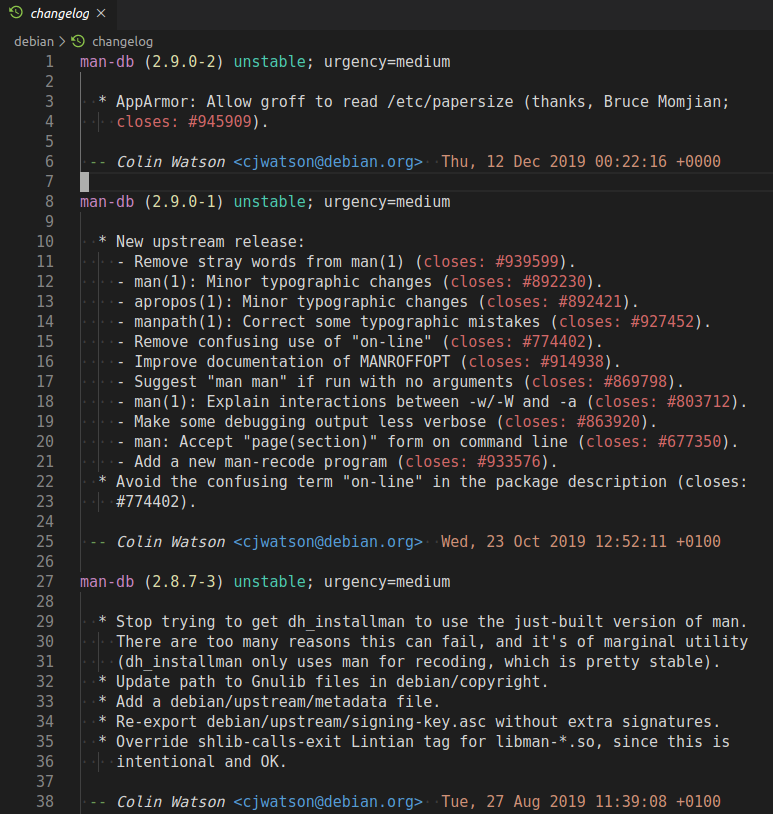 changelog ×
debian > changelog
1 man-db (2.9.0-2) unstable; urgency=medium
2
3 * AppArmor: Allow groff to read /etc/papersize (thanks, Bruce Momjian;
4 closes: #945909).
5
6 -- Colin Watson <cjwatson@debian.org> Thu, 12 Dec 2019 00:22:16 +0000
7
8 man-db (2.9.0-1) unstable; urgency=medium
9
10 * New upstream release:
11 - Remove stray words from man(1) (closes: #939599).
12 - man(1): Minor typographic changes (closes: #892230).
13 - apropos(1): Minor typographic changes (closes: #892421).
14 - manpath(1): Correct some typographic mistakes (closes: #927452).
15 - Remove confusing use of "on-line" (closes: #774402).
16 - Improve documentation of MANROFFOPT (closes: #914938).
17 - Suggest "man man" if run with no arguments (closes: #869798).
18 - man(1): Explain interactions between -w/-W and -a (closes: #803712).
19 - Make some debugging output less verbose (closes: #863920).
20 - man: Accept "page(section)" form on command line (closes: #677350).
21 - Add a new man-recode program (closes: #933576).
22 * Avoid the confusing term "on-line" in the package description (closes:
23 #774402).
24
25 -- Colin Watson <cjwatson@debian.org> Wed, 23 Oct 2019 12:52:11 +0100
26
27 man-db (2.8.7-3) unstable; urgency=medium
28
29 * Stop trying to get dh_installman to use the just-built version of man.
30 There are too many reasons this can fail, and it's of marginal utility
31 (dh_installman only uses man for recoding, which is pretty stable).
32 * Update path to Gnulib files in debian/copyright.
33 * Add a debian/upstream/metadata file.
34 * Re-export debian/upstream/signing-key.asc without extra signatures.
35 * Override shlib-calls-exit Lintian tag for libman-*.so, since this is
36 intentional and OK.
37
38 -- Colin Watson <cjwatson@debian.org> Tue, 27 Aug 2019 11:39:08 +0100